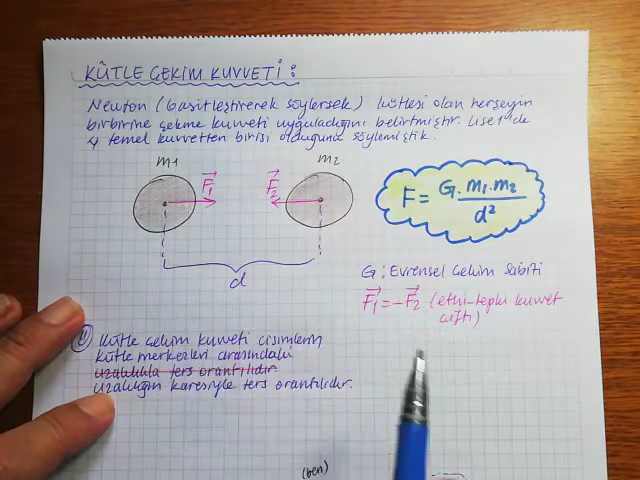 KÜTLE ÇEKİM KUVVETİ:
Newton (basitleştirerek söylersek) kütlesi olan herşeyin
birbirine çekme kuvveti uyguladığını belirtmiştir. Lise 1'de
4 temel kuvvetten birisi olduğunu söylemiştik.
m1
m2
F1
F2
F = G. m1.m2 / d²
d
G: Evrensel Çekim Sabiti
F1 = -F2 (etki-tepki kuvvet
çifti)
Kütle çekim kuvveti cisimlerin
kütle merkezleri arasındaki
uzaklıkla ters orantılıdır.
uzaklığın karesiyle ters orantılıdır.
(ben)